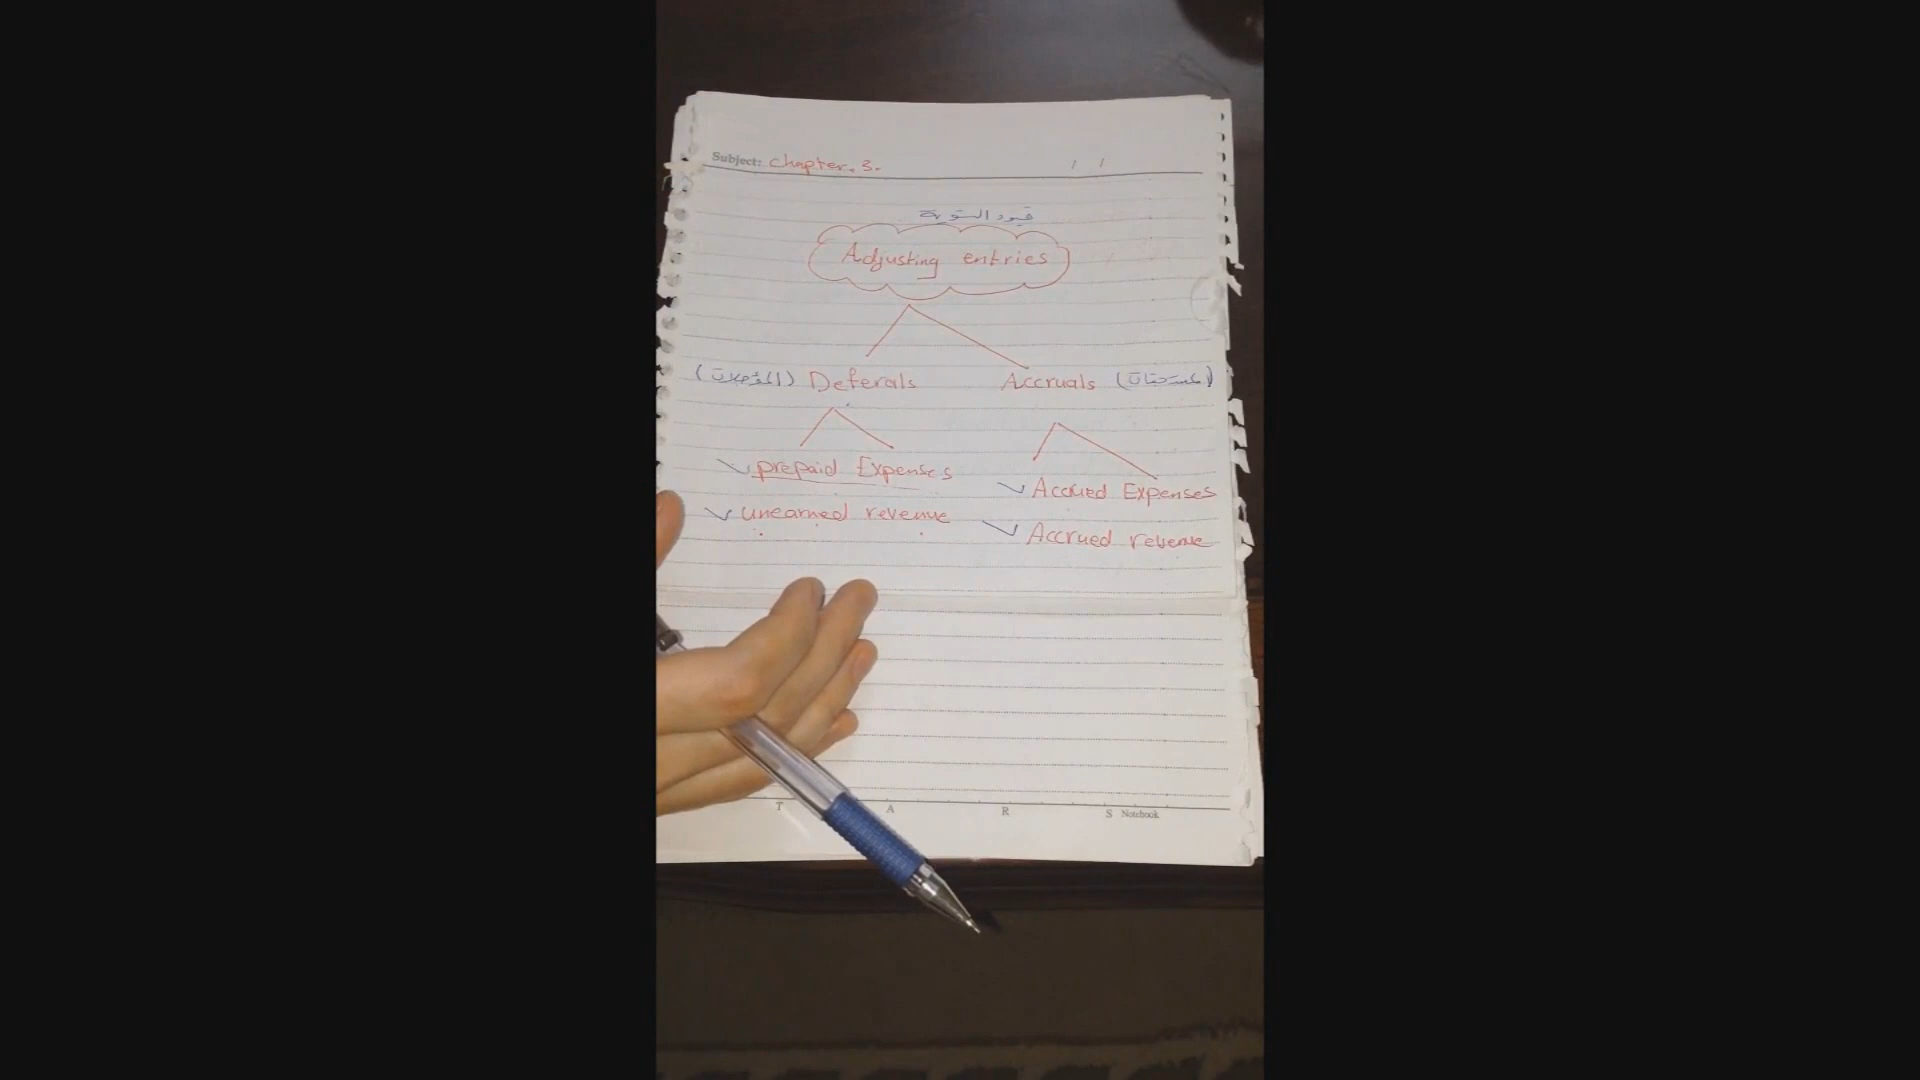 Subject: chapter. 3.
قيود التسوية
Adjusting entries
(المؤجلات) Deferals
Accruals (المستحقات)
prepaid Expenses
unearned revenue
Accrued Expenses
Accrued revenue
T A R S Notebook